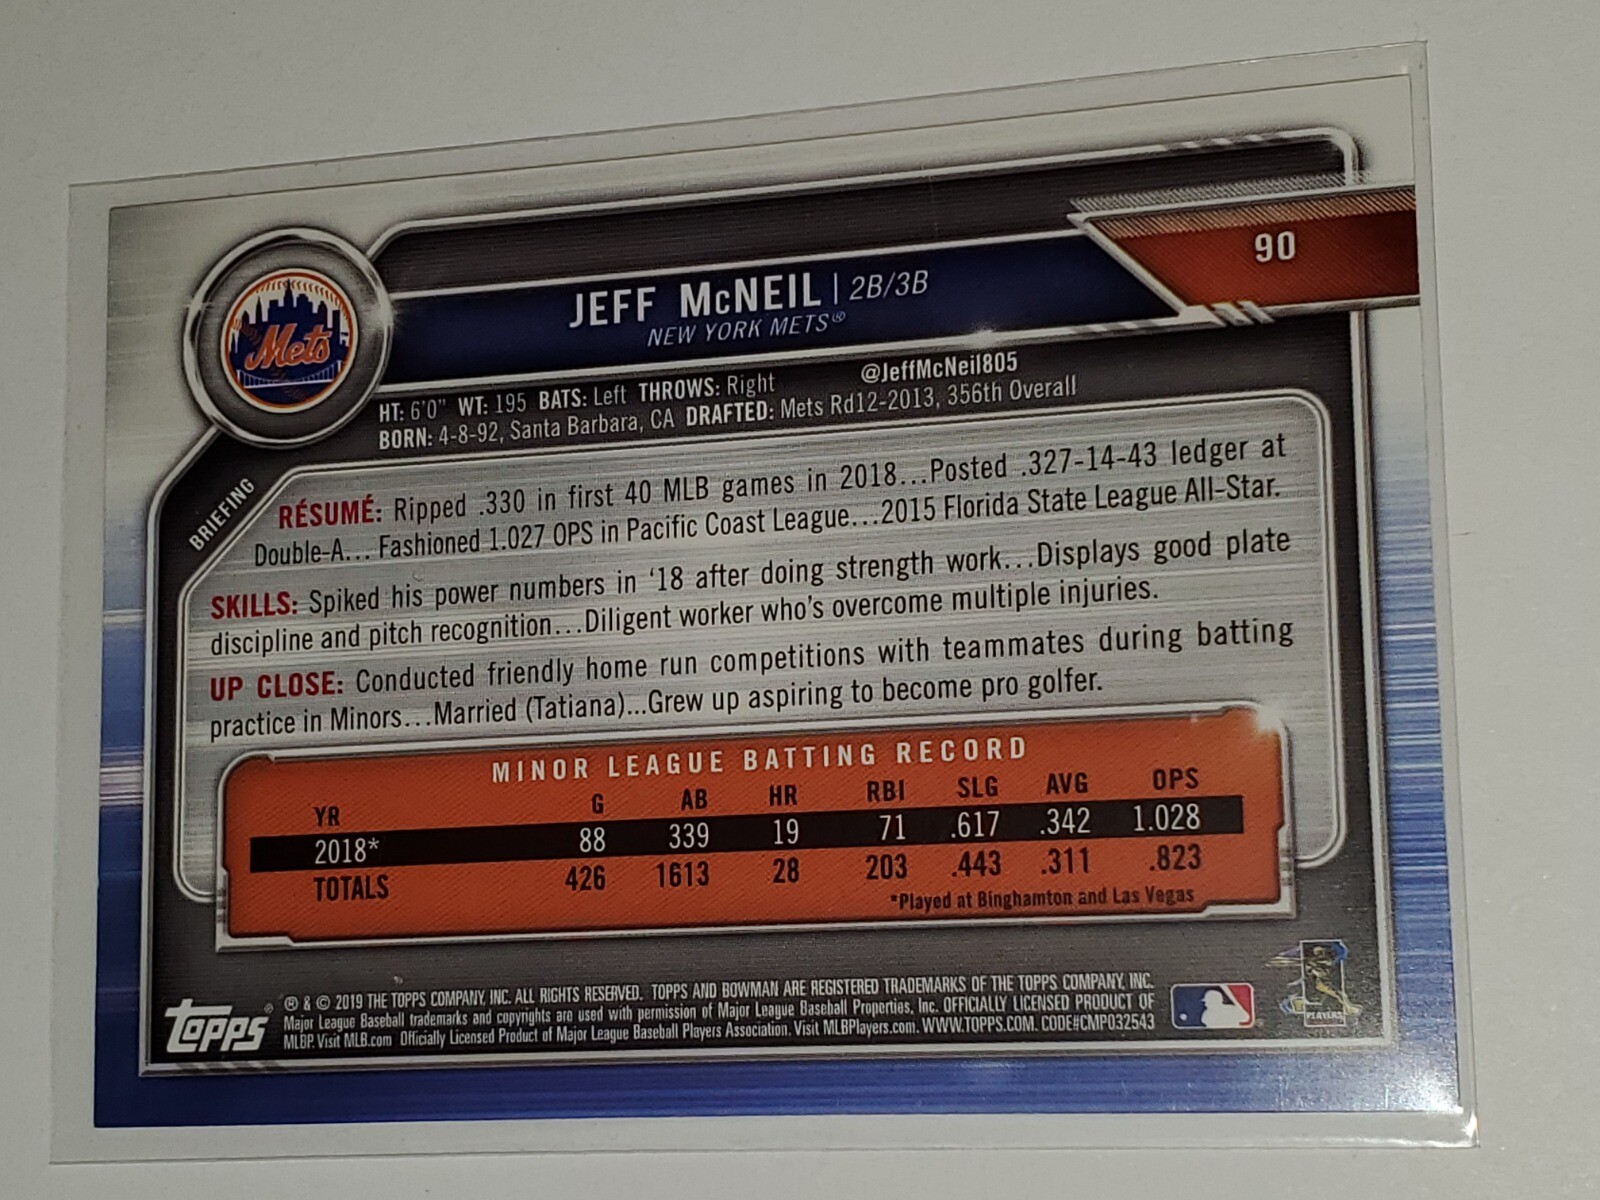 Mets
JEFF McNEIL | 2B/3B
90
NEW YORK METS®
@JeffMcNeil805
HT: 6'0" WT: 195 BATS: Left THROWS: Right
BORN: 4-8-92, Santa Barbara, CA DRAFTED: Mets Rd12-2013, 356th Overall
BRIEFING
RÉSUMÉ: Ripped .330 in first 40 MLB games in 2018...Posted .327-14-43 ledger at
Double-A... Fashioned 1.027 OPS in Pacific Coast League...2015 Florida State League All-Star.
SKILLS: Spiked his power numbers in '18 after doing strength work...Displays good plate
discipline and pitch recognition...Diligent worker who's overcome multiple injuries.
UP CLOSE: Conducted friendly home run competitions with teammates during batting
practice in Minors...Married (Tatiana)...Grew up aspiring to become pro golfer.
MINOR LEAGUE BATTING RECORD
YR G AB HR RBI SLG AVG OPS
2018* 88 339 19 71 .617 .342 1.028
TOTALS 426 1613 28 203 .443 .311 .823
*Played at Binghamton and Las Vegas
TOPPS®
® & © 2019 THE TOPPS COMPANY, INC. ALL RIGHTS RESERVED. TOPPS AND BOWMAN ARE REGISTERED TRADEMARKS OF THE TOPPS COMPANY, INC.
Major League Baseball trademarks and copyrights are used with permission of Major League Baseball Properties, Inc. OFFICIALLY LICENSED PRODUCT OF
MLBP. Visit MLB.com Officially Licensed Product of Major League Baseball Players Association. Visit MLBPlayers.com. WWW.TOPPS.COM. CODE#CMP032543
PLAYERS